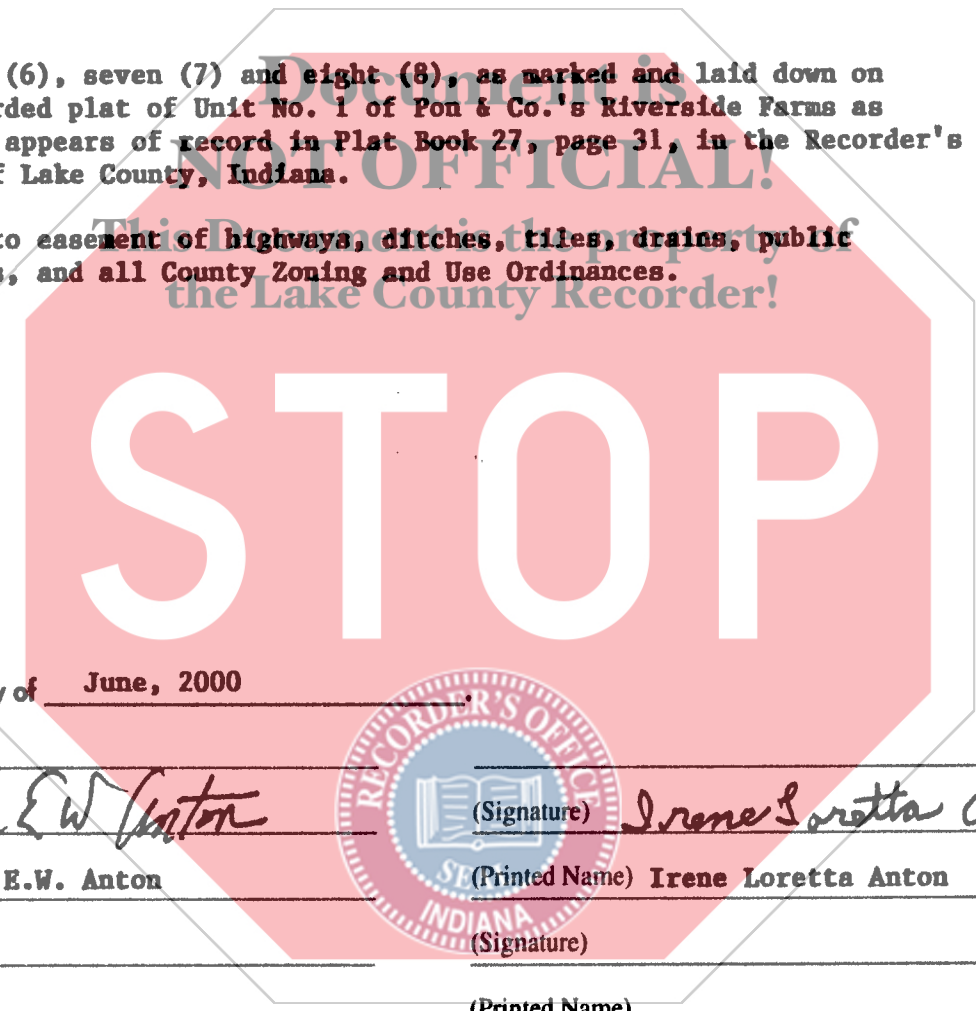 (6), seven (7) and eight (8), as marked and laid down on
rded plat of Unit No. 1 of Pon & Co.'s Riverside Farms as
appears of record in Plat Book 27, page 31, in the Recorder's
f Lake County, Indiana.
to easement of highways, ditches, tiles, drains, public
s, and all County Zoning and Use Ordinances.
Document is
NOT OFFICIAL!
This Document is the property of
the Lake County Recorder!
STOP
y of June, 2000.
RECORDER'S OFFICE
SEAL
INDIANA
E W Anton
(Signature) Irene Loretta
E.W. Anton
(Printed Name) Irene Loretta Anton
(Signature)
(Printed Name)